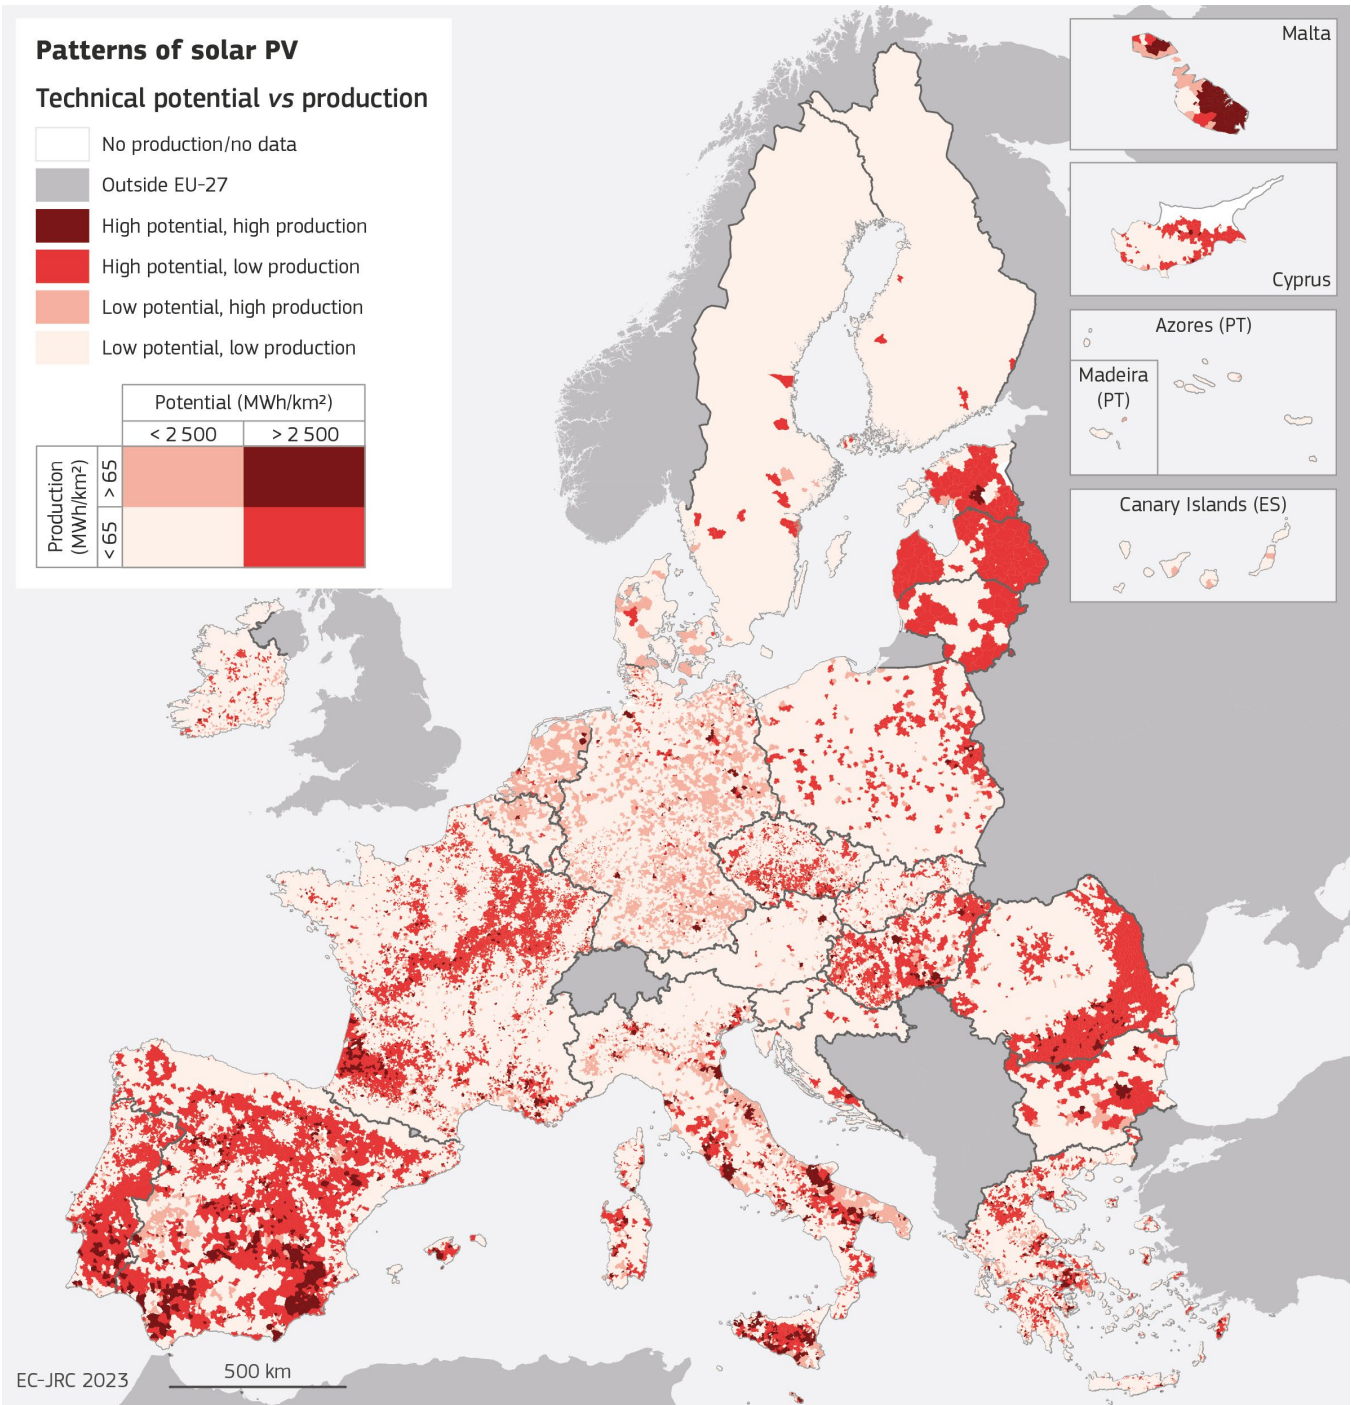 Patterns of solar PV
Technical potential vs production
No production/no data
Outside EU-27
High potential, high production
High potential, low production
Low potential, high production
Low potential, low production
Potential (MWh/km²)
< 2 500
> 2 500
Production
(MWh/km²)
> 65
< 65
Malta
Cyprus
Azores (PT)
Madeira
(PT)
Canary Islands (ES)
500 km
EC-JRC 2023